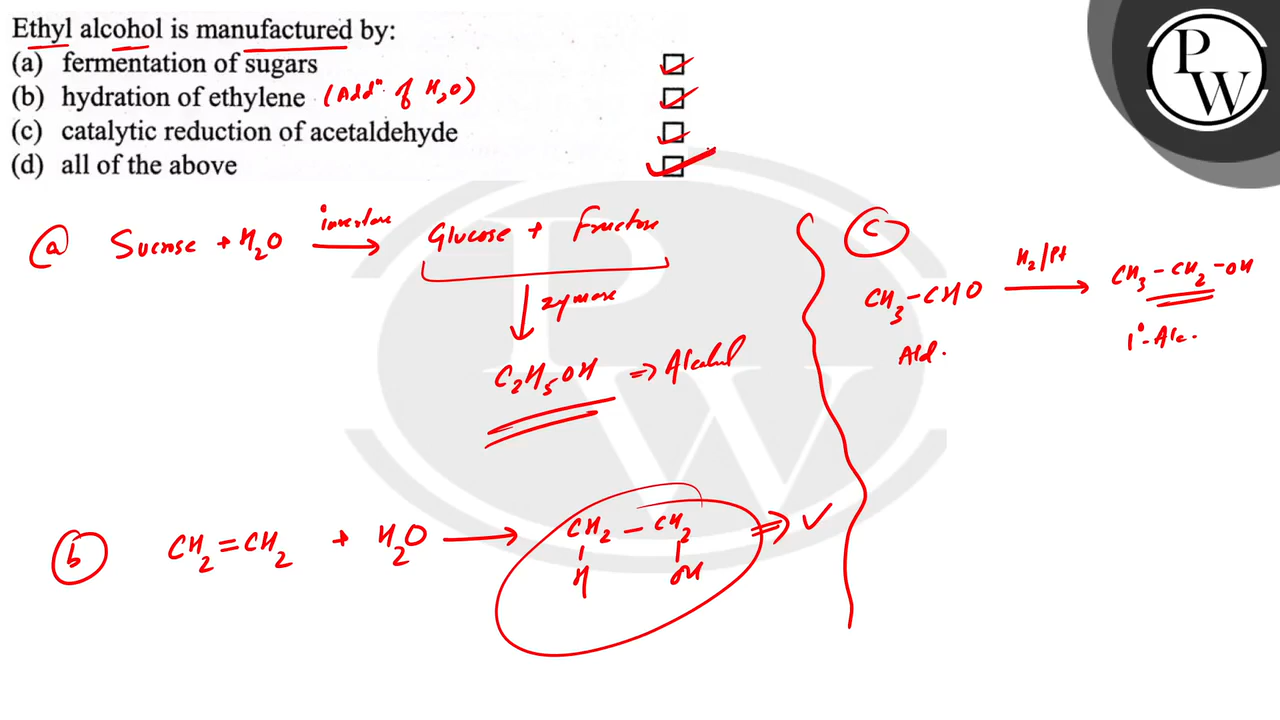 Ethyl alcohol is manufactured by:
(a) fermentation of sugars
(b) hydration of ethylene (Addⁿ of H₂O)
(c) catalytic reduction of acetaldehyde
(d) all of the above
PW
(a) Sucrose + H₂O invertase → Glucose + Fructose
↓ zymase
C₂H₅OH ⇒ Alcohol
(b) CH₂=CH₂ + H₂O → CH₂ – CH₂ ⇒ ✓
H OH
(c)
CH₃–CHO H₂/Pt → CH₃–CH₂–OH
Ald. 1°-Alc.
PW